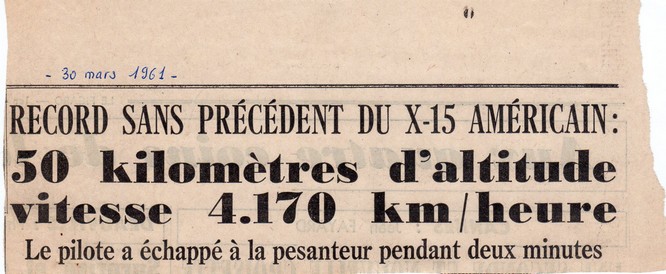 - 30 mars 1961 -
RECORD SANS PRÉCÉDENT DU X-15 AMÉRICAIN:
50 kilomètres d'altitude
vitesse 4.170 km/heure
Le pilote a échappé à la pesanteur pendant deux minutes